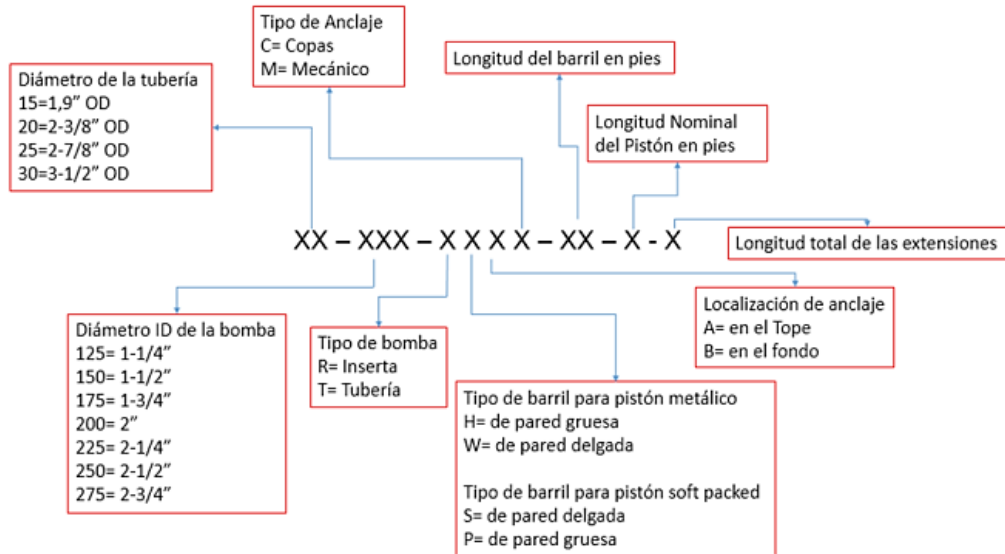 Tipo de Anclaje
C= Copas
M= Mecánico
Longitud del barril en pies
Diámetro de la tubería
15=1,9” OD
20=2-3/8” OD
25=2-7/8” OD
30=3-1/2” OD
Longitud Nominal
del Pistón en pies
XX – XXX – X X X X – XX – X - X
Longitud total de las extensiones
Diámetro ID de la bomba
125= 1-1/4”
150= 1-1/2”
175= 1-3/4”
200= 2”
225= 2-1/4”
250= 2-1/2”
275= 2-3/4”
Tipo de bomba
R= Inserta
T= Tubería
Localización de anclaje
A= en el Tope
B= en el fondo
Tipo de barril para pistón metálico
H= de pared gruesa
W= de pared delgada
Tipo de barril para pistón soft packed
S= de pared delgada
P= de pared gruesa